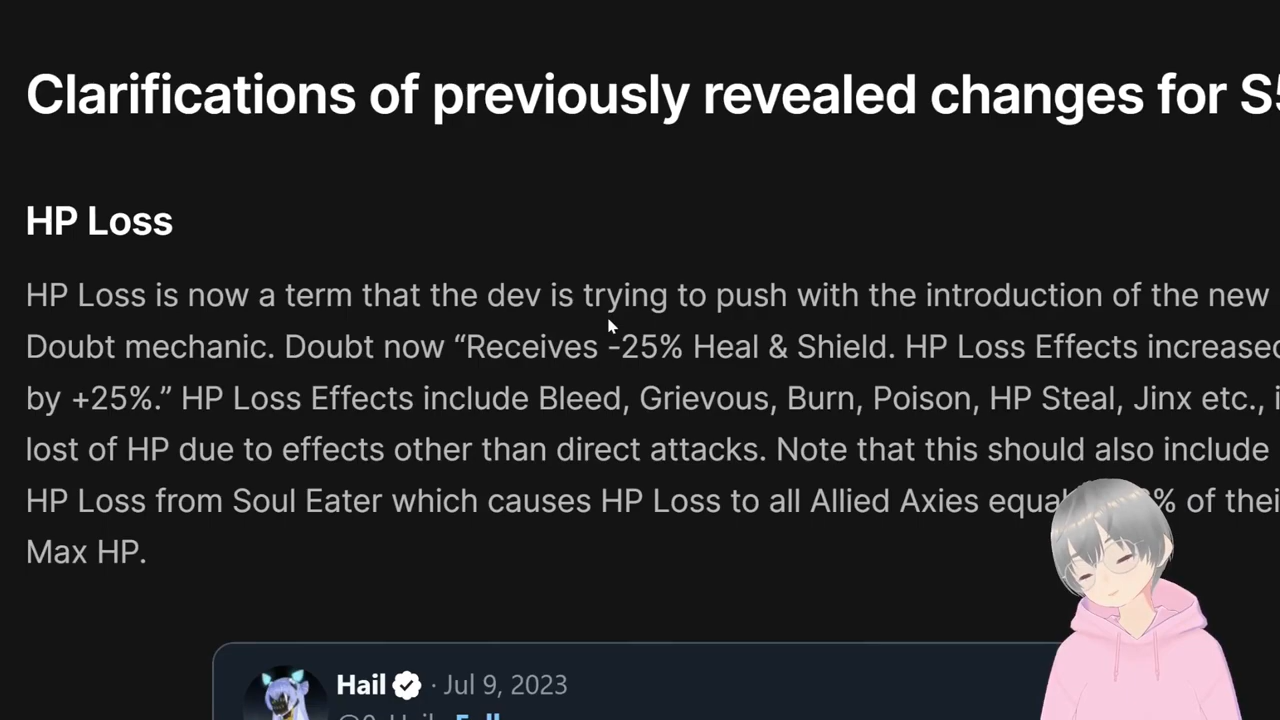 Clarifications of previously revealed changes for S5
HP Loss
HP Loss is now a term that the dev is trying to push with the introduction of the new
Doubt mechanic. Doubt now “Receives -25% Heal & Shield. HP Loss Effects increased
by +25%.” HP Loss Effects include Bleed, Grievous, Burn, Poison, HP Steal, Jinx etc.,
lost of HP due to effects other than direct attacks. Note that this should also include
HP Loss from Soul Eater which causes HP Loss to all Allied Axies % of their
Max HP.
Hail · Jul 9, 2023